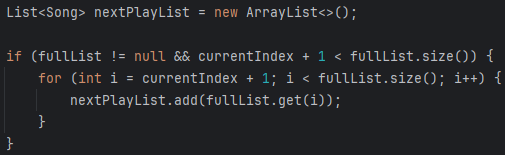 List<Song> nextPlayList = new ArrayList<>();
if (fullList != null && currentIndex + 1 < fullList.size()) {
for (int i = currentIndex + 1; i < fullList.size(); i++) {
nextPlayList.add(fullList.get(i));
}
}